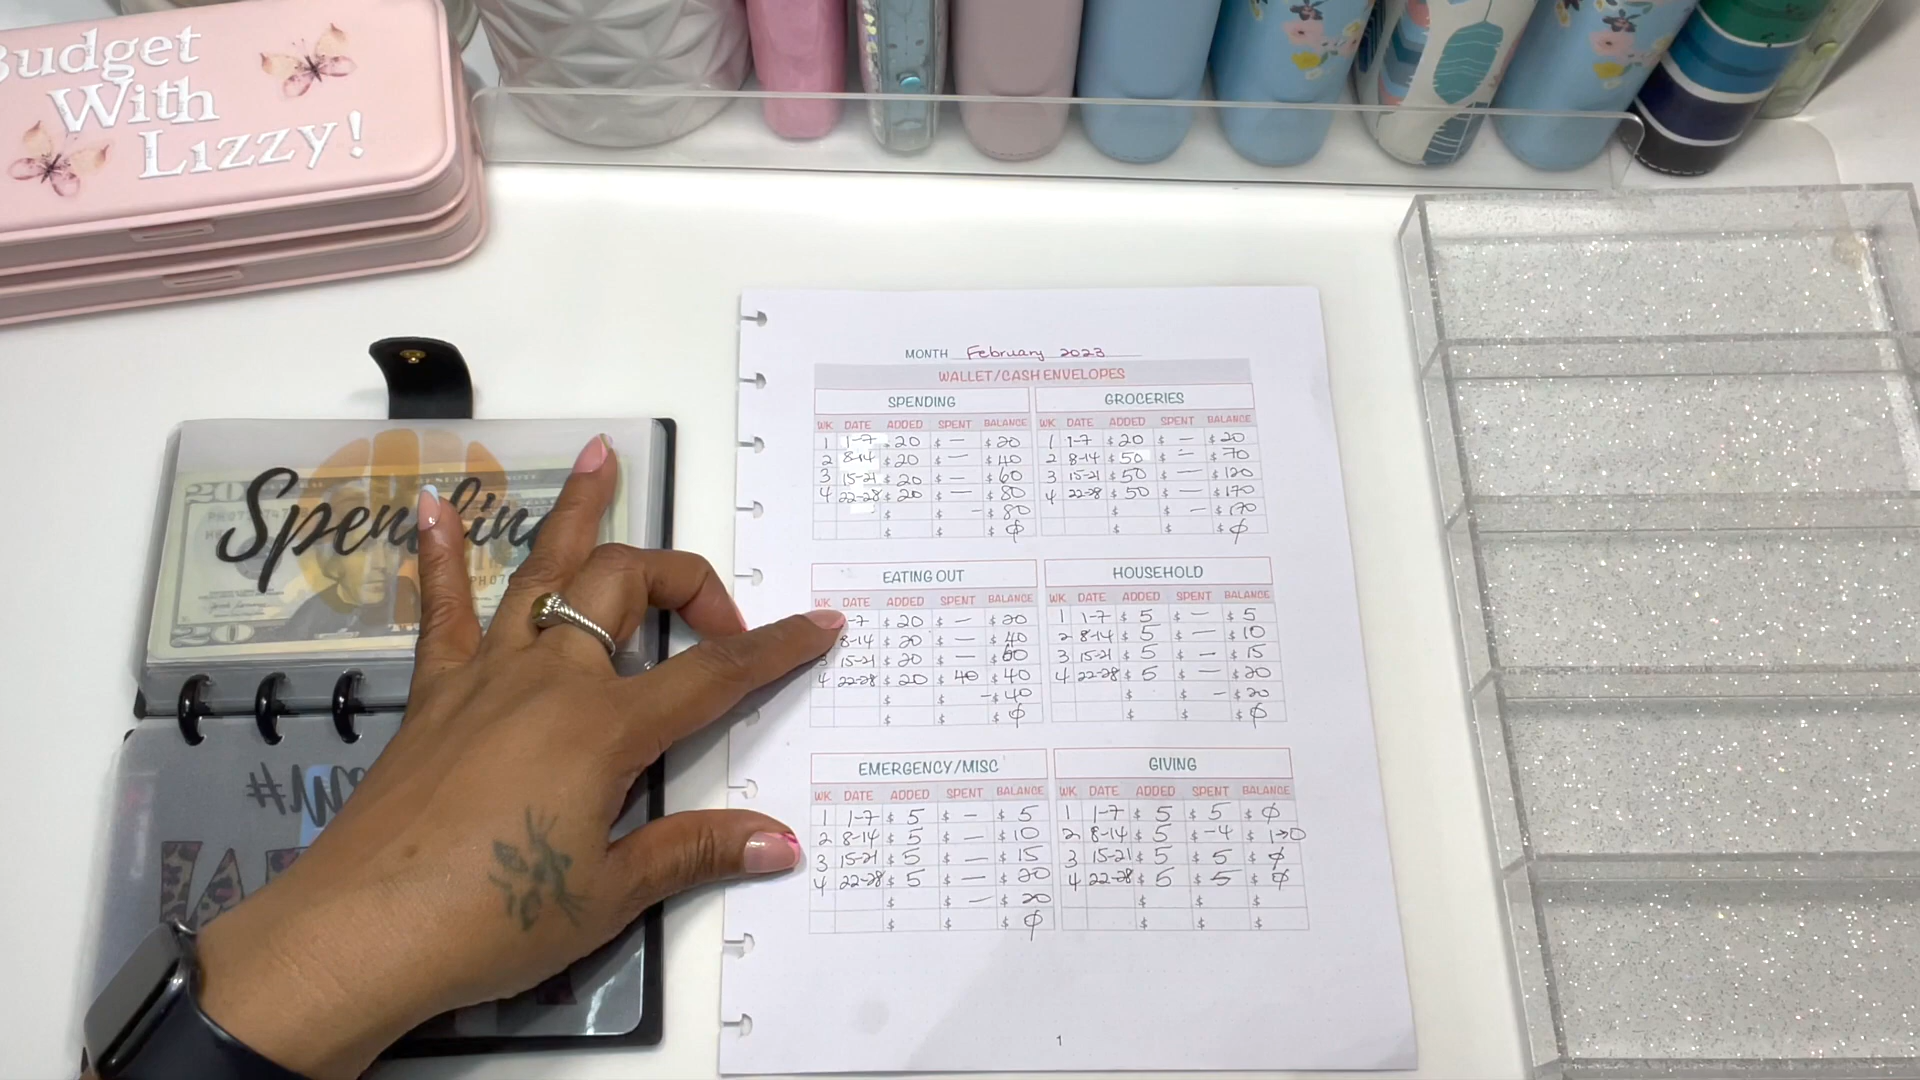 Budget
With
Lizzy!
Spending
20
20
MONTH February 2023
WALLET/CASH ENVELOPES
SPENDING
WK DATE ADDED SPENT BALANCE
1 1-7 $ 20 $ — $ 20
2 8-14 $ 20 $ — $ 40
3 15-21 $ 20 $ — $ 60
4 22-28 $ 20 $ — $ 80
$ $ - $ 80
$ $ $ ϕ
GROCERIES
WK DATE ADDED SPENT BALANCE
1 1-7 $ 20 $ — $ 20
2 8-14 $ 50 $ — $ 70
3 15-21 $ 50 $ — $ 120
4 22-28 $ 50 $ — $ 170
$ $ — $ 170
$ $ $ ϕ
EATING OUT
WK DATE ADDED SPENT BALANCE
-7 $ 20 $ — $ 20
8-14 $ 20 $ — $ 40
3 15-21 $ 20 $ — $ 60
4 22-28 $ 20 $ 40 $ 40
$ $ - $ 40
$ $ $ ϕ
HOUSEHOLD
WK DATE ADDED SPENT BALANCE
1 1-7 $ 5 $ — $ 5
2 8-14 $ 5 $ — $ 10
3 15-21 $ 5 $ — $ 15
4 22-28 $ 5 $ — $ 20
$ $ - $ 20
$ $ $ ϕ
EMERGENCY/MISC
WK DATE ADDED SPENT BALANCE
1 1-7 $ 5 $ — $ 5
2 8-14 $ 5 $ — $ 10
3 15-21 $ 5 $ — $ 15
4 22-28 $ 5 $ — $ 20
$ $ — $ 20
$ $ $ ϕ
GIVING
WK DATE ADDED SPENT BALANCE
1 1-7 $ 5 $ 5 $ ϕ
2 8-14 $ 5 $ -4 $ 1→0
3 15-21 $ 5 $ 5 $ ϕ
4 22-28 $ 5 $ 5 $ ϕ
$ $ $
$ $ $
1